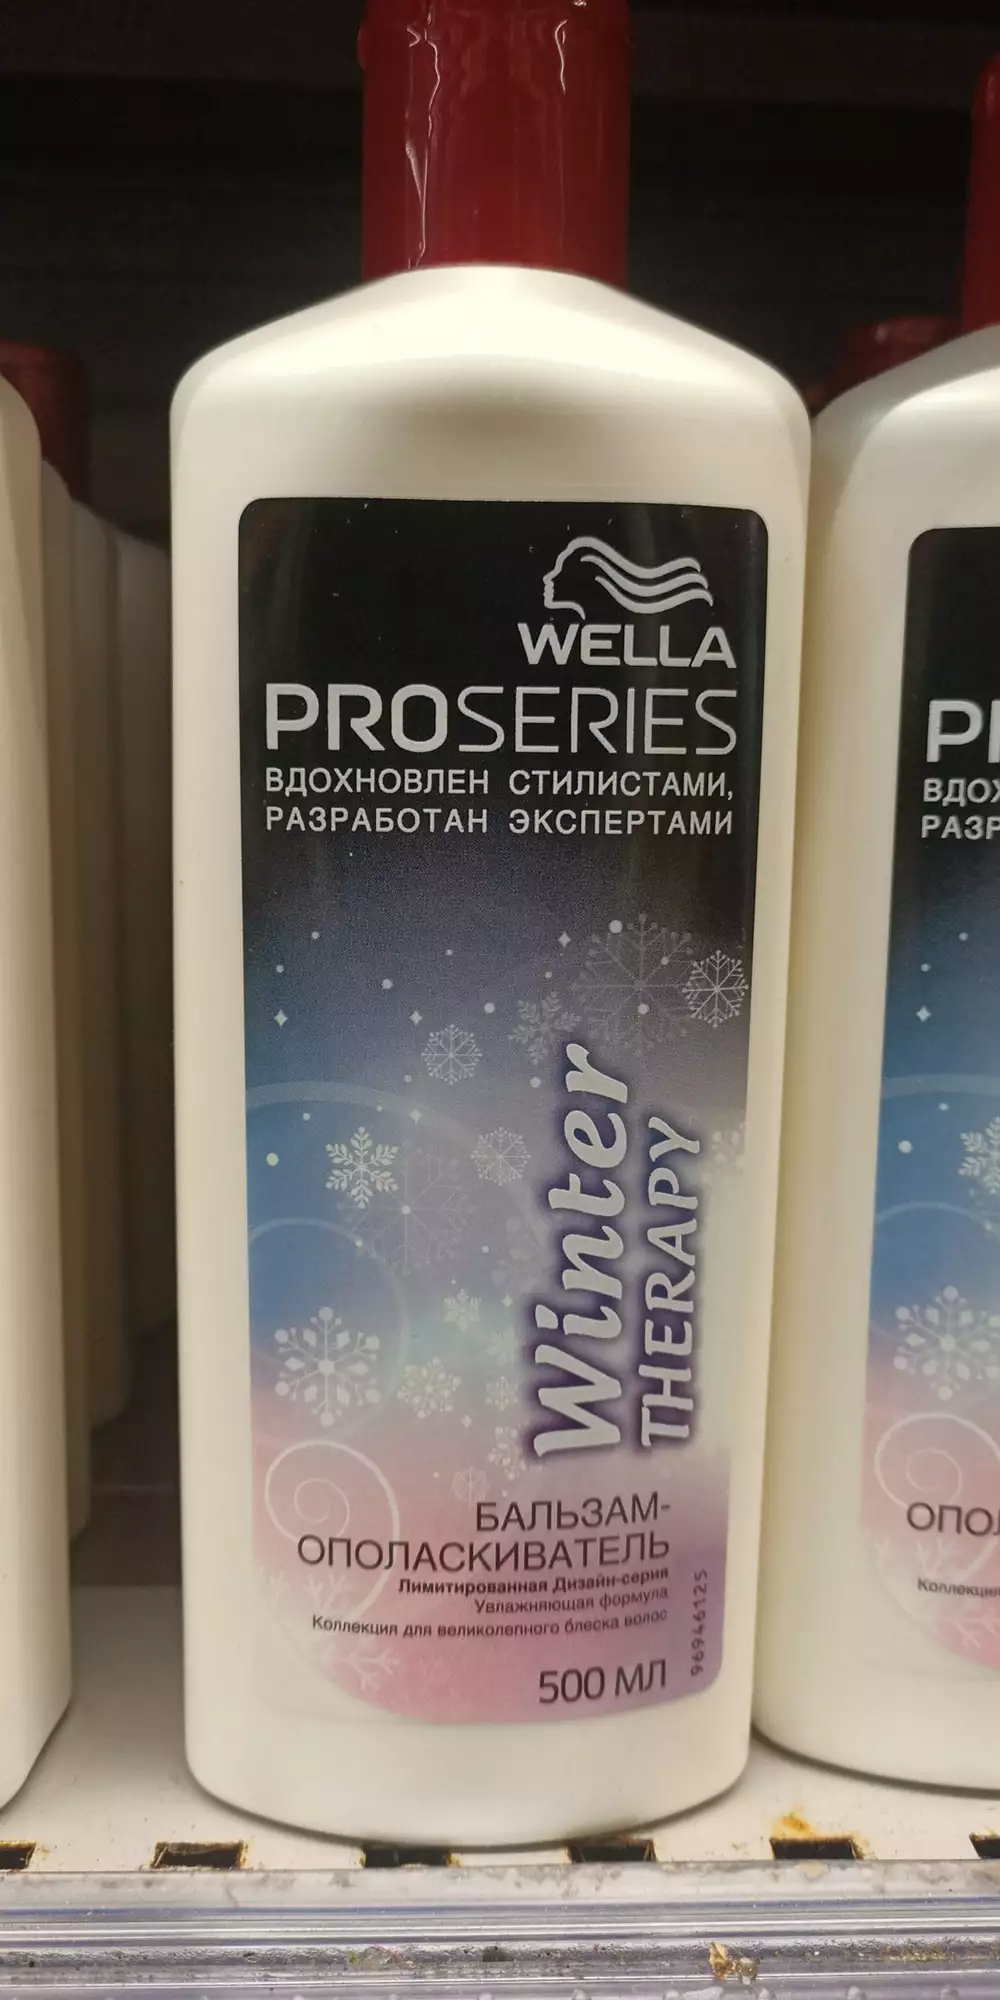 WELLA
PROSERIES
ВДОХНОВЛЕН СТИЛИСТАМИ,
РАЗРАБОТАН ЭКСПЕРТАМИ
Winter
THERAPY
БАЛЬЗАМ-
ОПОЛАСКИВАТЕЛЬ
Лимитированная Дизайн-серия
Увлажняющая формула
Коллекция для великолепного блеска волос
500 МЛ
96946125